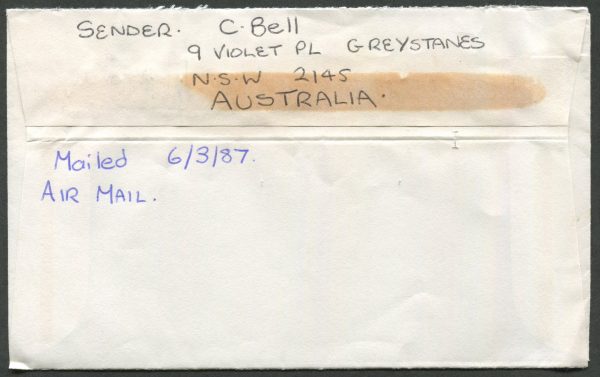 SENDER. C. Bell
9 VIOLET PL GREYSTANES
N.S.W 2145
AUSTRALIA.
Mailed 6/3/87.
AIR MAIL.